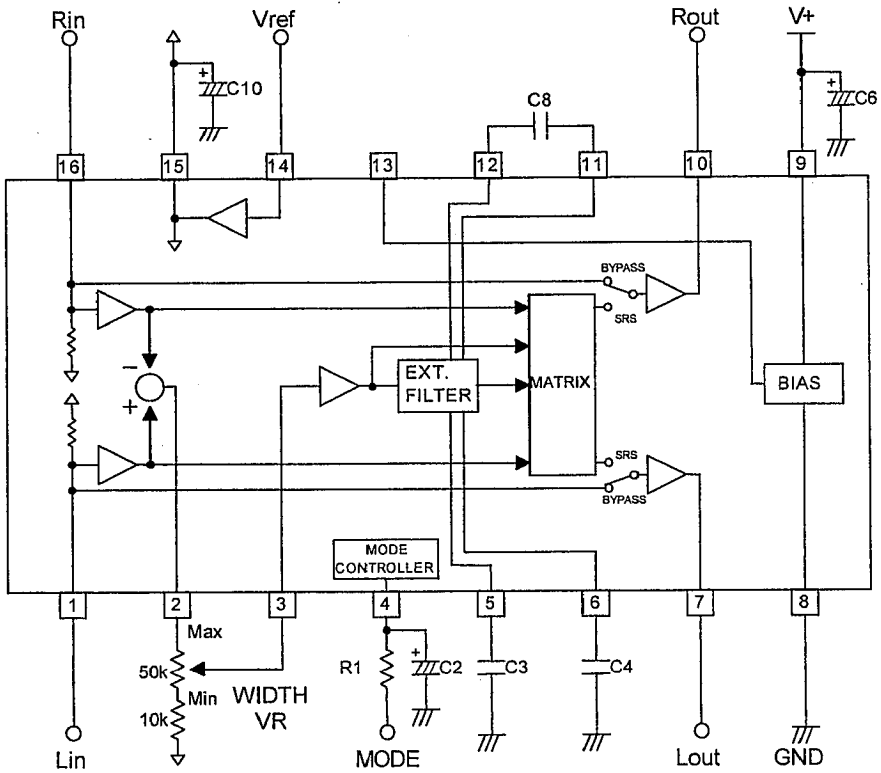 Rin
Vref
Rout
V+
+
C10
C8
+
C6
16
15
14
13
12
11
10
9
BYPASS
SRS
−
+
EXT.
FILTER
MATRIX
BIAS
SRS
BYPASS
MODE
CONTROLLER
1
2
3
4
5
6
7
8
Max
50k
Min
10k
WIDTH
VR
R1
+
C2
C3
C4
Lin
MODE
Lout
GND